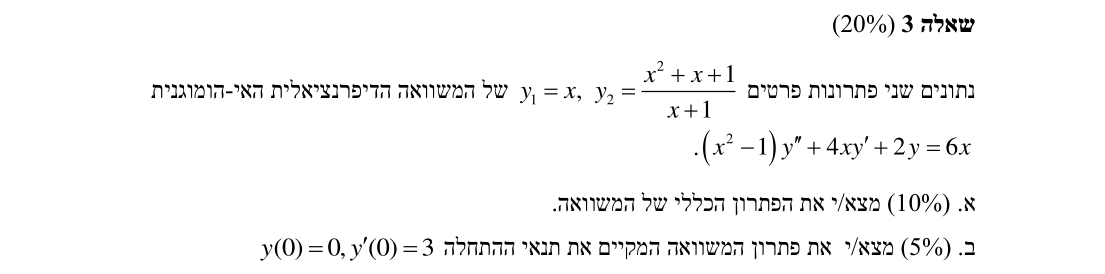 שאלה 3 (20%)
נתונים שני פתרונות פרטים y₁ = x, y₂ = (x² + x + 1)/(x + 1) של המשוואה הדיפרנציאלית האי-הומוגנית
(x² − 1) y″ + 4xy′ + 2y = 6x.
א. (10%) מצא/י את הפתרון הכללי של המשוואה.
ב. (5%) מצא/י את פתרון המשוואה המקיים את תנאי ההתחלה y(0) = 0, y′(0) = 3